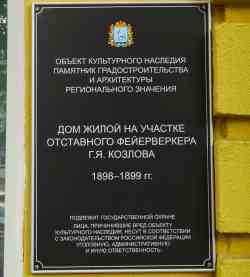 ОБЪЕКТ КУЛЬТУРНОГО НАСЛЕДИЯ
ПАМЯТНИК ГРАДОСТРОИТЕЛЬСТВА
И АРХИТЕКТУРЫ
РЕГИОНАЛЬНОГО ЗНАЧЕНИЯ
ДОМ ЖИЛОЙ НА УЧАСТКЕ
ОТСТАВНОГО ФЕЙЕРВЕРКЕРА
Г.Я. КОЗЛОВА
1898–1899 гг.
ПОДЛЕЖИТ ГОСУДАРСТВЕННОЙ ОХРАНЕ
ЛИЦА, ПРИЧИНИВШИЕ ВРЕД ОБЪЕКТУ
КУЛЬТУРНОГО НАСЛЕДИЯ, НЕСУТ В СООТВЕТСТВИИ
С ЗАКОНОДАТЕЛЬСТВОМ РОССИЙСКОЙ ФЕДЕРАЦИИ
УГОЛОВНУЮ, АДМИНИСТРАТИВНУЮ
И ИНУЮ ОТВЕТСТВЕННОСТЬ.